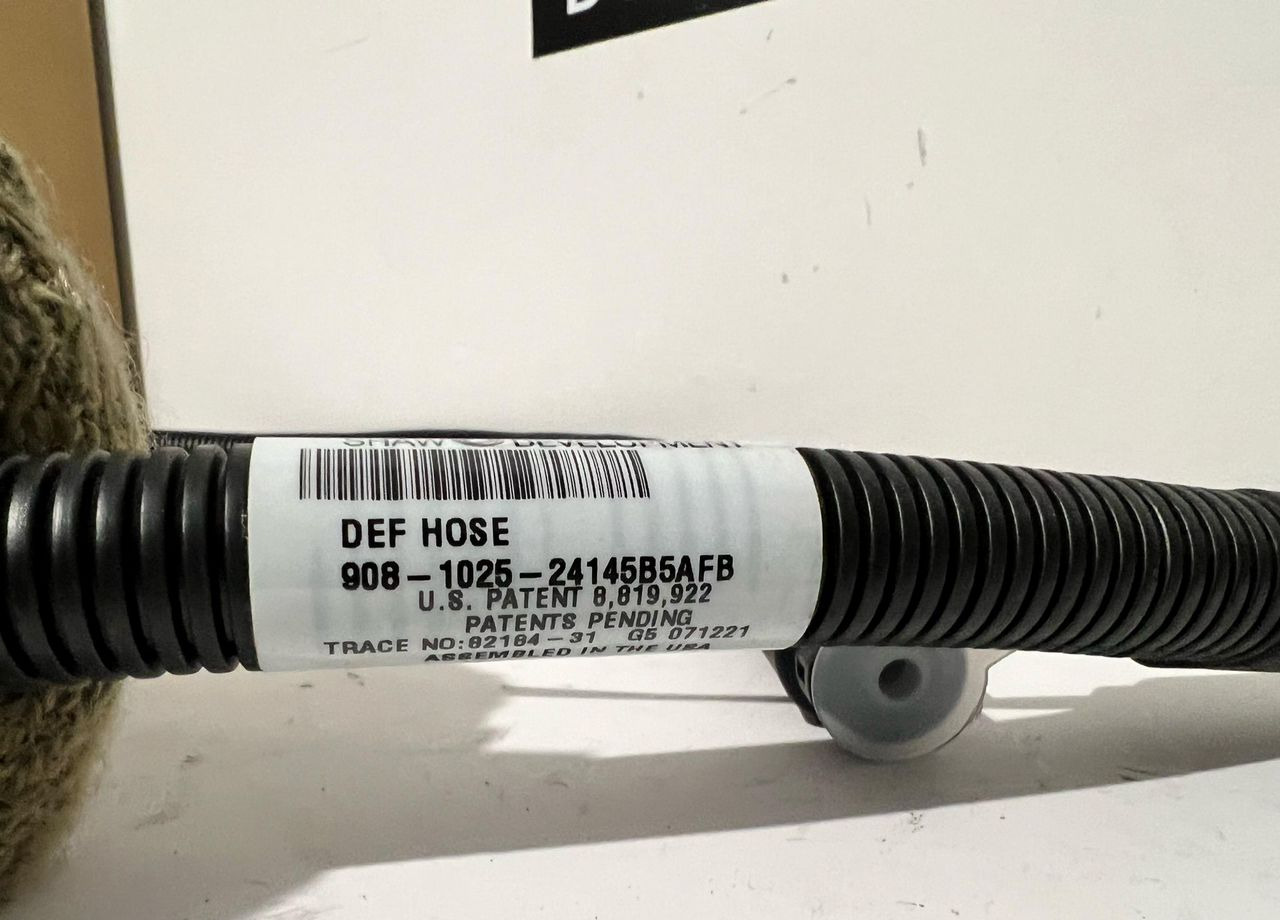 SHAW DEVELOPMENT
DEF HOSE
908-1025-24145B5AFB
U.S. PATENT 8,819,922
PATENTS PENDING
TRACE NO:82184-31 G5 071221
ASSEMBLED IN THE USA